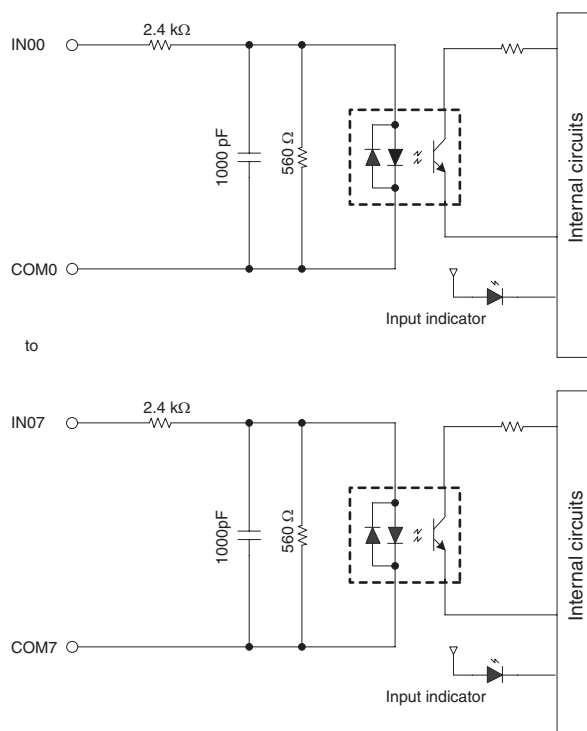 IN00
2.4 kΩ
1000 pF
560 Ω
COM0
Input indicator
Internal circuits
to
IN07
2.4 kΩ
1000pF
560 Ω
COM7
Input indicator
Internal circuits